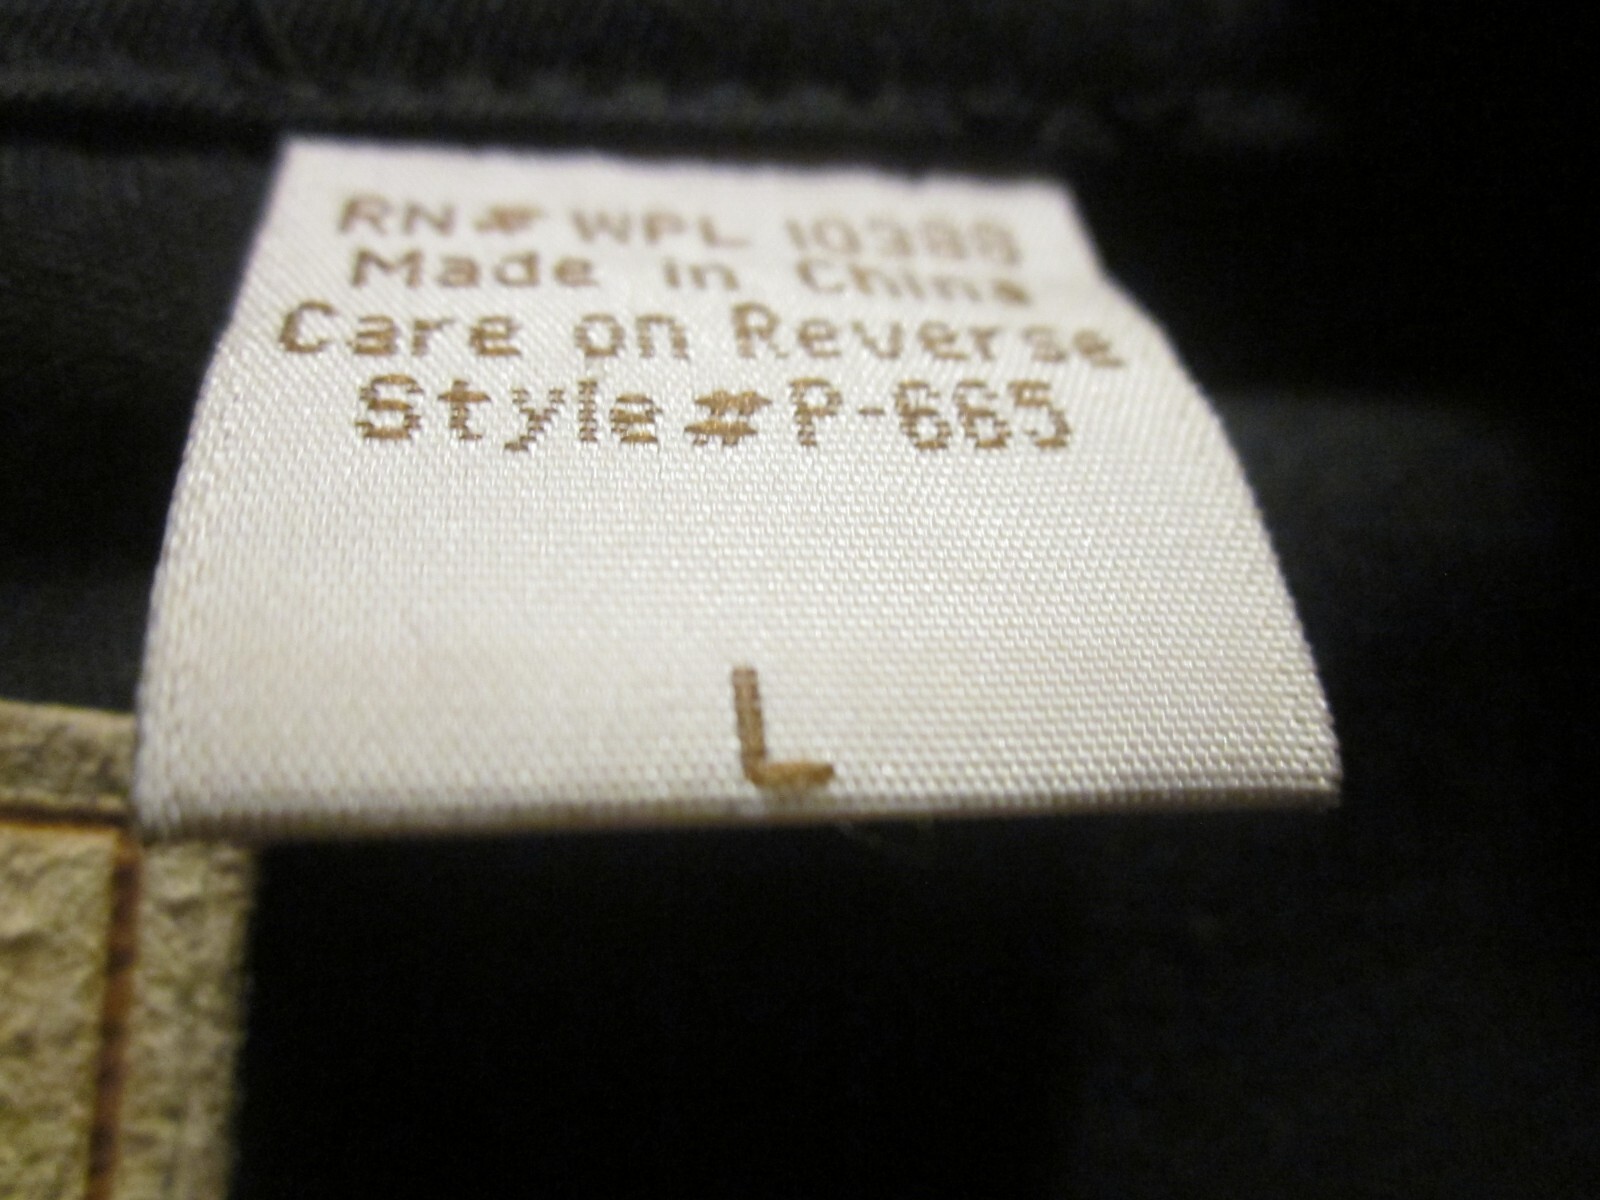 RN# WPL 10388
Made in China
Care on Reverse
Style#P-665
L